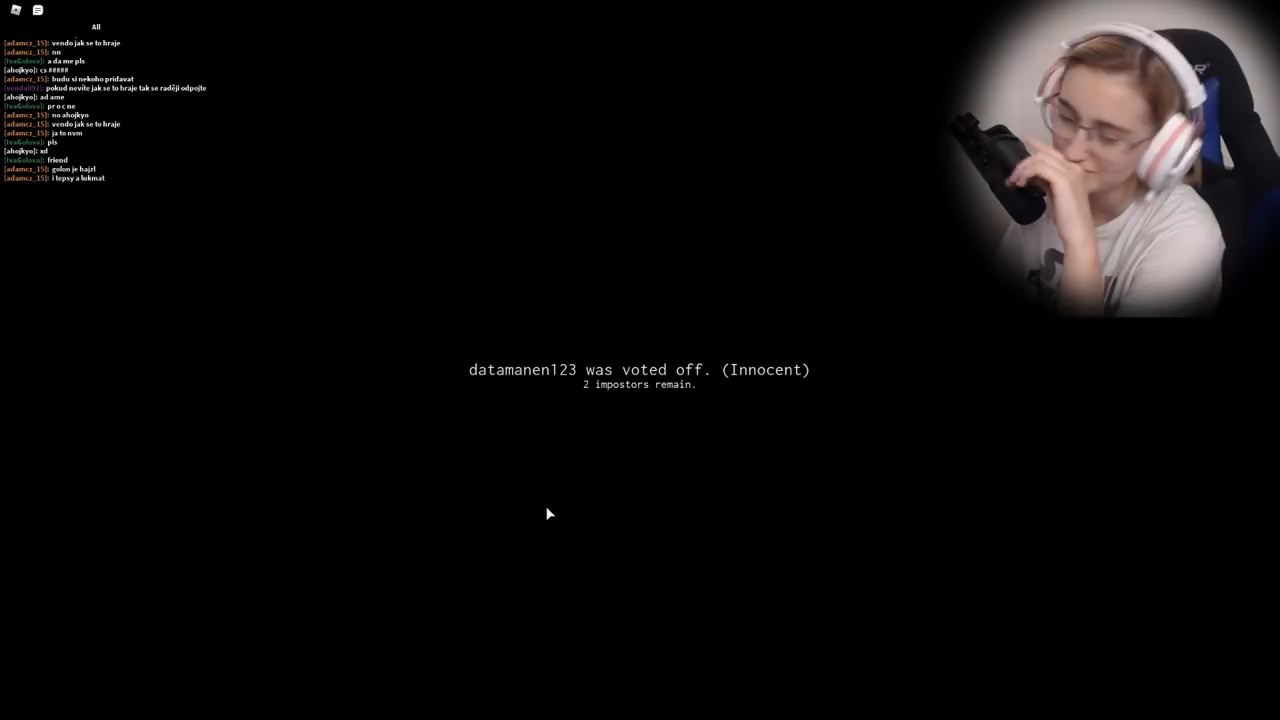 All
[adamcz_15]: vendo jak se to hraje
[adamcz_15]: nn
[IvaGolova]: a da me pls
[ahojkyo]: cs #####
[adamcz_15]: budu si nekoho pridavat
[vendali92]: pokud nevíte jak se to hraje tak se raději odpojte
[ahojkyo]: ad ame
[IvaGolova]: pr o c ne
[adamcz_15]: no ahojkyo
[adamcz_15]: vendo jak se to hraje
[adamcz_15]: ja to nvm
[IvaGolova]: pls
[ahojkyo]: xd
[IvaGolova]: friend
[adamcz_15]: golon je hajzl
[adamcz_15]: i tepsy a lukmat
datamanen123 was voted off. (Innocent)
2 impostors remain.